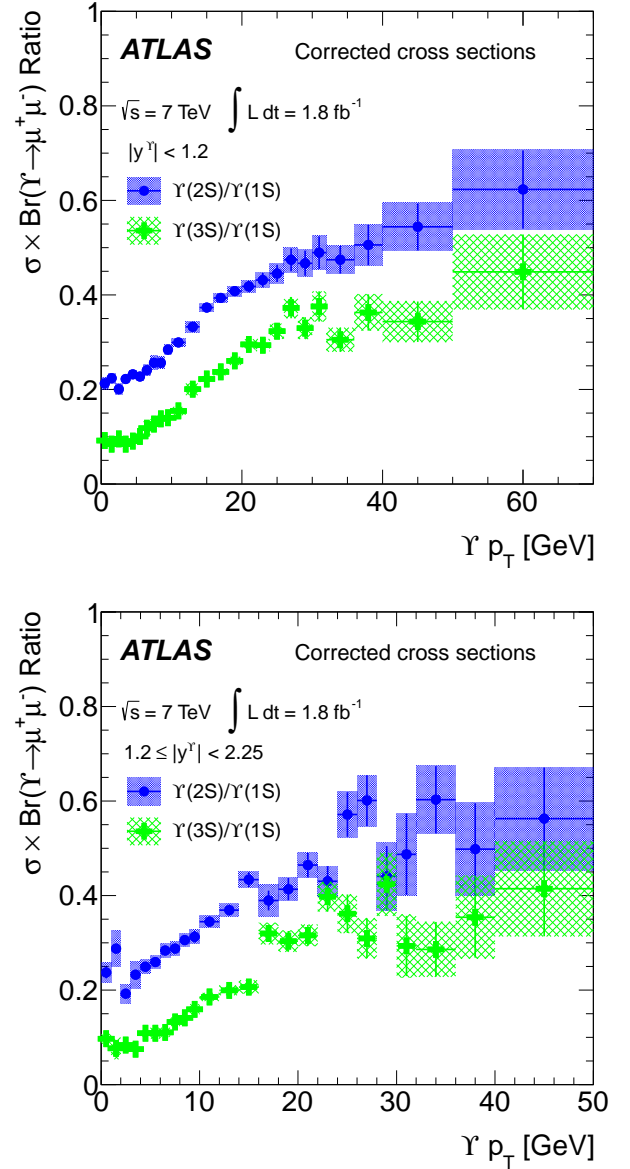 σ × Br(ϒ→μ⁺μ⁻) Ratio
1
0.8
0.6
0.4
0.2
0
ATLAS Corrected cross sections
√s = 7 TeV ∫ L dt = 1.8 fb⁻¹
|y^ϒ| < 1.2
ϒ(2S)/ϒ(1S)
ϒ(3S)/ϒ(1S)
0 20 40 60
ϒ p_T [GeV]
σ × Br(ϒ→μ⁺μ⁻) Ratio
1
0.8
0.6
0.4
0.2
0
ATLAS Corrected cross sections
√s = 7 TeV ∫ L dt = 1.8 fb⁻¹
1.2 ≤ |y^ϒ| < 2.25
ϒ(2S)/ϒ(1S)
ϒ(3S)/ϒ(1S)
0 10 20 30 40 50
ϒ p_T [GeV]